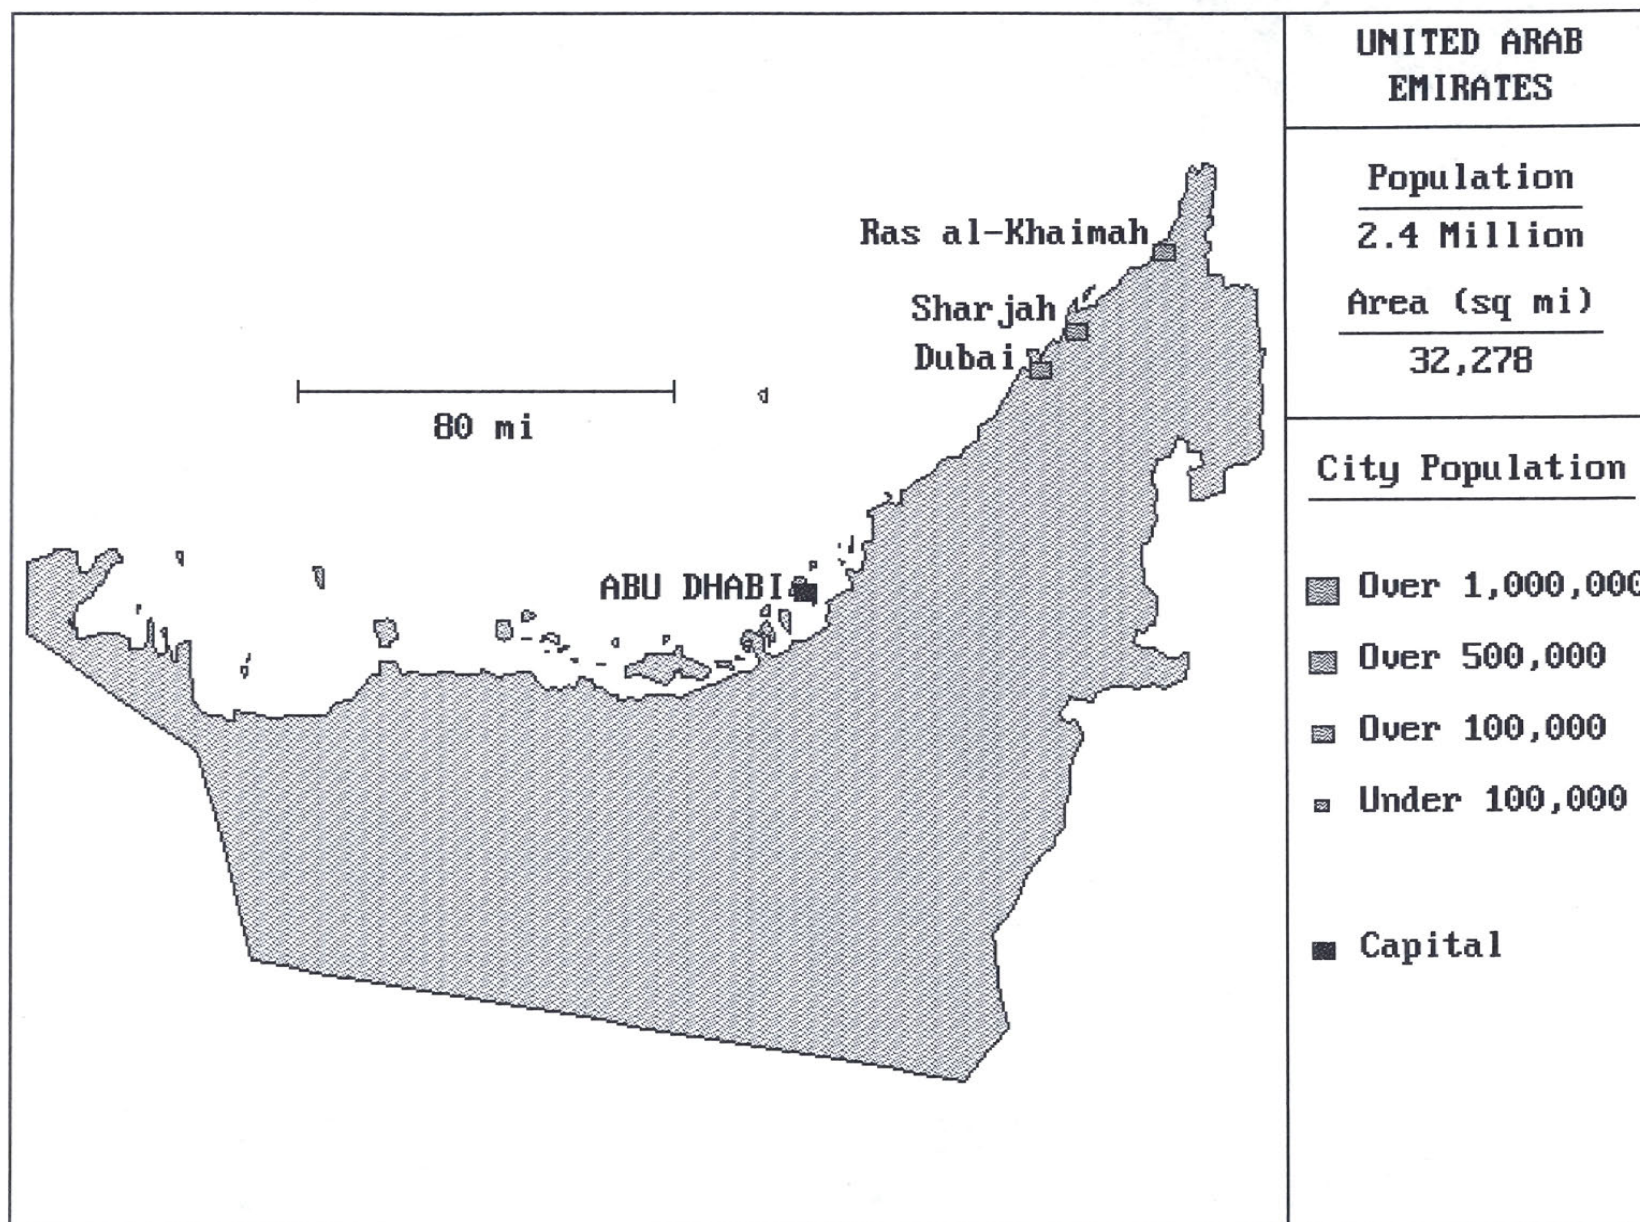 UNITED ARAB
EMIRATES
Population
2.4 Million
Area (sq mi)
32,278
City Population
Over 1,000,000
Over 500,000
Over 100,000
Under 100,000
Capital
Ras al-Khaimah
Sharjah
Dubai
80 mi
ABU DHABI